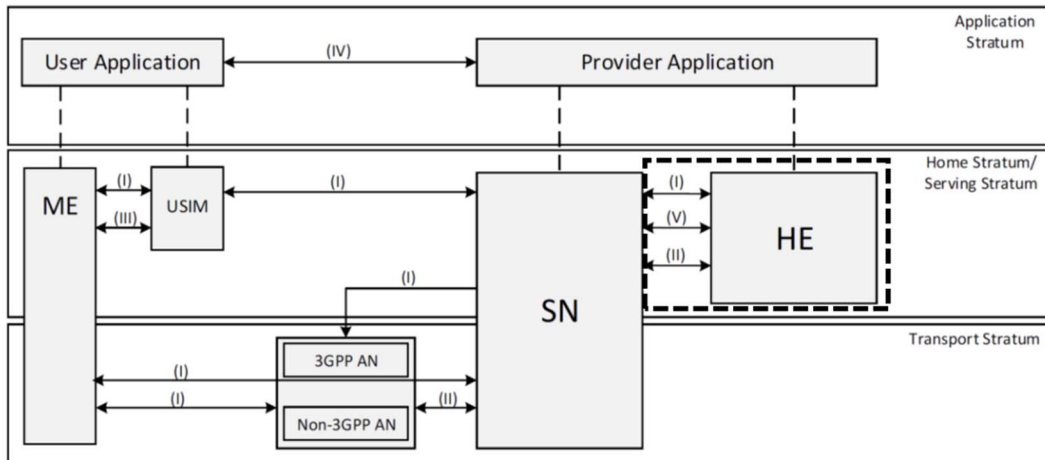 Application
Stratum
User Application
(IV)
Provider Application
Home Stratum/
Serving Stratum
ME
(I)
(III)
USIM
(I)
(I)
(V)
(II)
HE
SN
(I)
Transport Stratum
3GPP AN
(I)
(I)
(II)
Non-3GPP AN